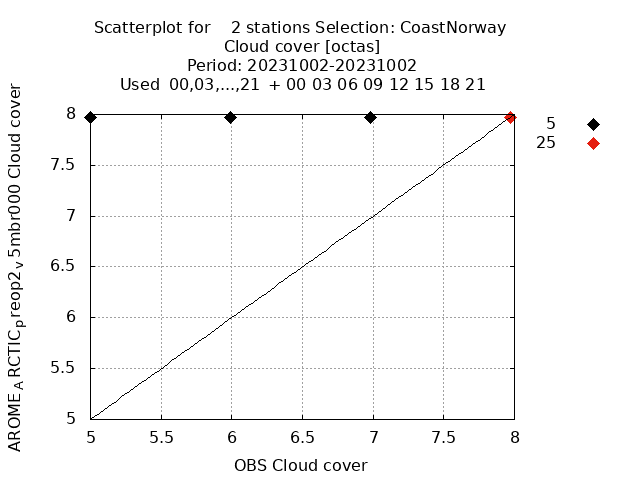 Scatterplot for    2 stations Selection: CoastNorway
Cloud cover [octas]
Period: 20231002-20231002
Used  00,03,...,21  + 00 03 06 09 12 15 18 21
8
7.5
7
6.5
6
5.5
5
5 5.5 6 6.5 7 7.5 8
OBS Cloud cover
AROME_ARCTIC_preop2_v5mbr000 Cloud cover
5
25